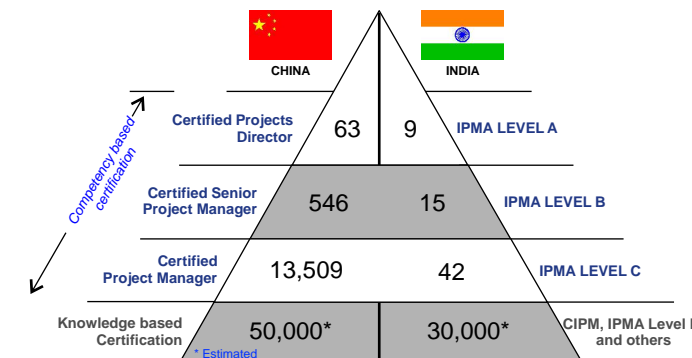 CHINA
INDIA
Competency based
certification
Certified Projects
Director
63
9
IPMA LEVEL A
Certified Senior
Project Manager
546
15
IPMA LEVEL B
Certified
Project Manager
13,509
42
IPMA LEVEL C
Knowledge based
Certification
50,000*
30,000*
CIPM, IPMA Level
and others
* Estimated